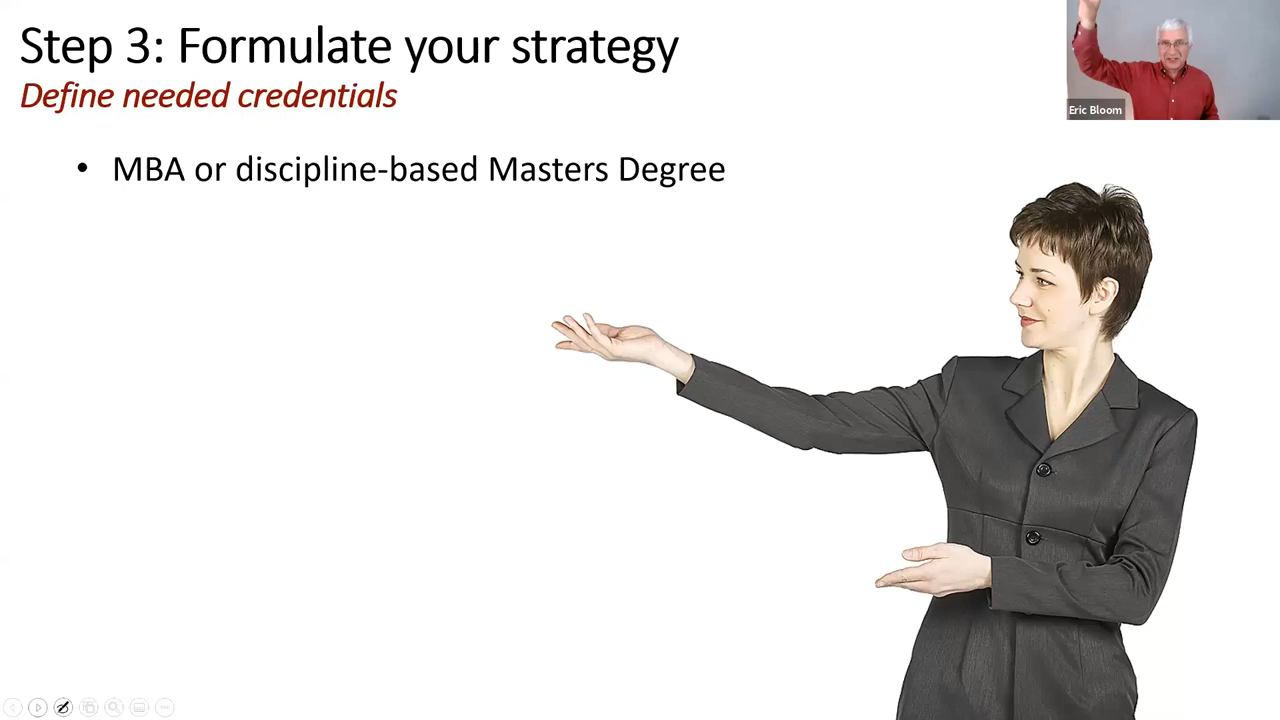 Step 3: Formulate your strategy
Define needed credentials
Eric Bloom
• MBA or discipline-based Masters Degree